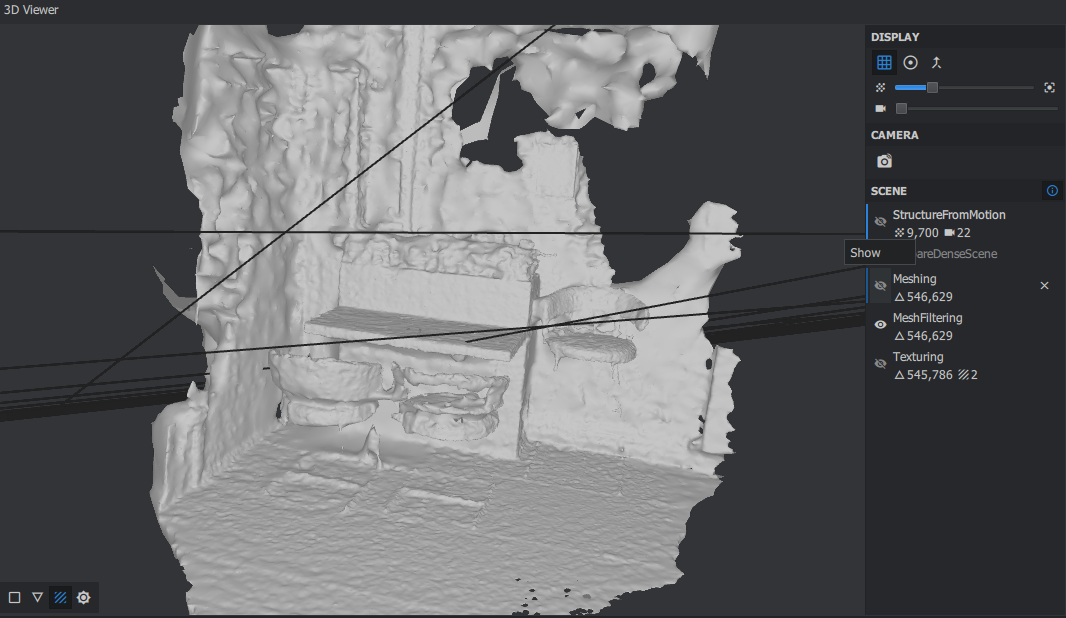 3D Viewer
DISPLAY
CAMERA
SCENE
StructureFromMotion
9,700 22
Show
areDenseScene
Meshing
546,629
MeshFiltering
546,629
Texturing
545,786 2